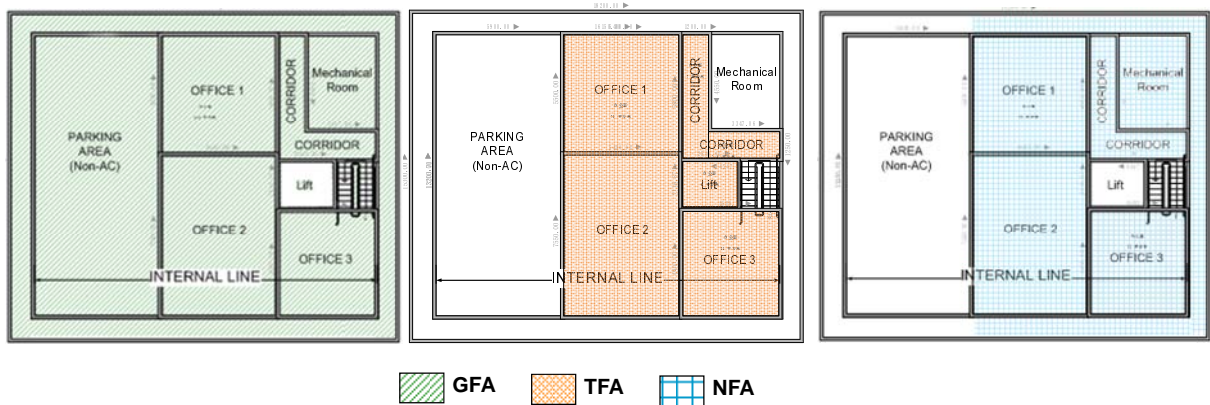 OFFICE 1
CORRIDOR
Mechanical
Room
PARKING
AREA
(Non-AC)
CORRIDOR
Lift
OFFICE 2
OFFICE 3
INTERNAL LINE
OFFICE 1
CORRIDOR
Mechanical
Room
PARKING
AREA
(Non-AC)
CORRIDOR
Lift
OFFICE 2
OFFICE 3
INTERNAL LINE
OFFICE 1
CORRIDOR
Mechanical
Room
PARKING
AREA
(Non-AC)
CORRIDOR
Lift
OFFICE 2
OFFICE 3
INTERNAL LINE
GFA
TFA
NFA